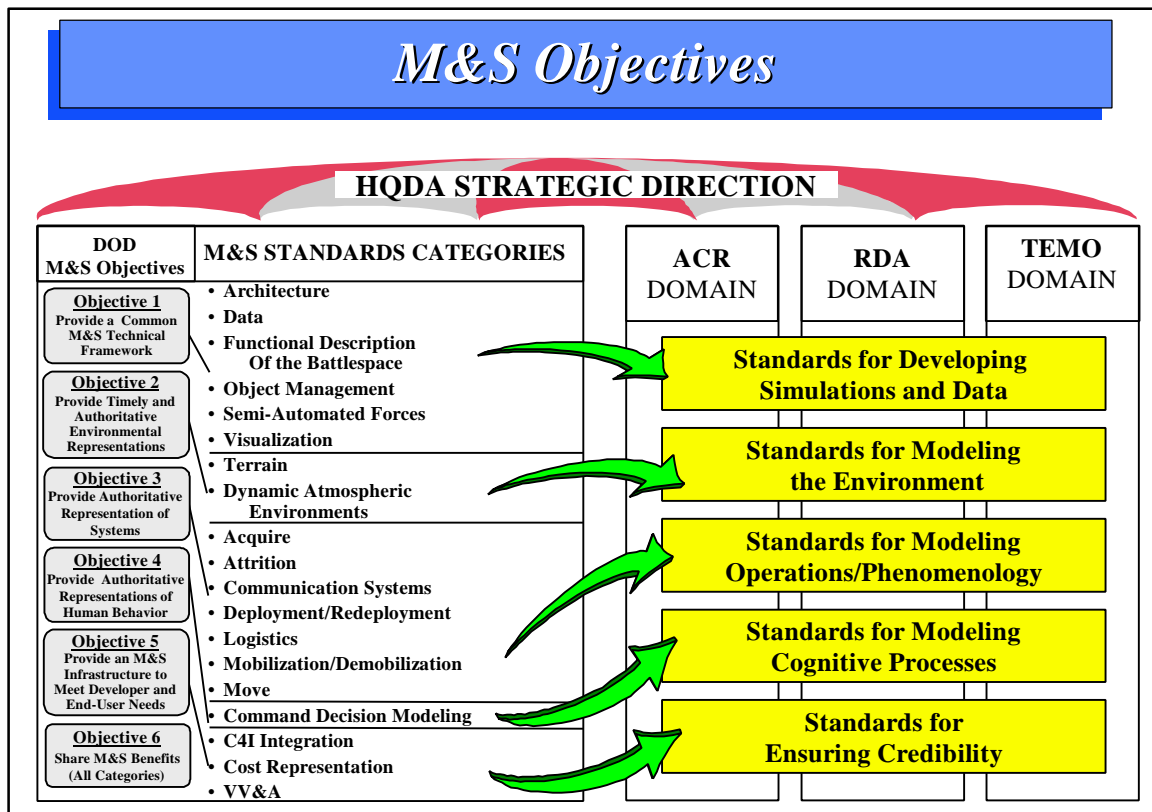 M&S Objectives
HQDA STRATEGIC DIRECTION
DOD
M&S Objectives
Objective 1
Provide a Common
M&S Technical
Framework
Objective 2
Provide Timely and
Authoritative
Environmental
Representations
Objective 3
Provide Authoritative
Representation of
Systems
Objective 4
Provide Authoritative
Representations of
Human Behavior
Objective 5
Provide an M&S
Infrastructure to
Meet Developer and
End-User Needs
Objective 6
Share M&S Benefits
(All Categories)
M&S STANDARDS CATEGORIES
• Architecture
• Data
• Functional Description
Of the Battlespace
• Object Management
• Semi-Automated Forces
• Visualization
• Terrain
• Dynamic Atmospheric
Environments
• Acquire
• Attrition
• Communication Systems
• Deployment/Redeployment
• Logistics
• Mobilization/Demobilization
• Move
• Command Decision Modeling
• C4I Integration
• Cost Representation
• VV&A
ACR
DOMAIN
RDA
DOMAIN
TEMO
DOMAIN
Standards for Developing
Simulations and Data
Standards for Modeling
the Environment
Standards for Modeling
Operations/Phenomenology
Standards for Modeling
Cognitive Processes
Standards for
Ensuring Credibility